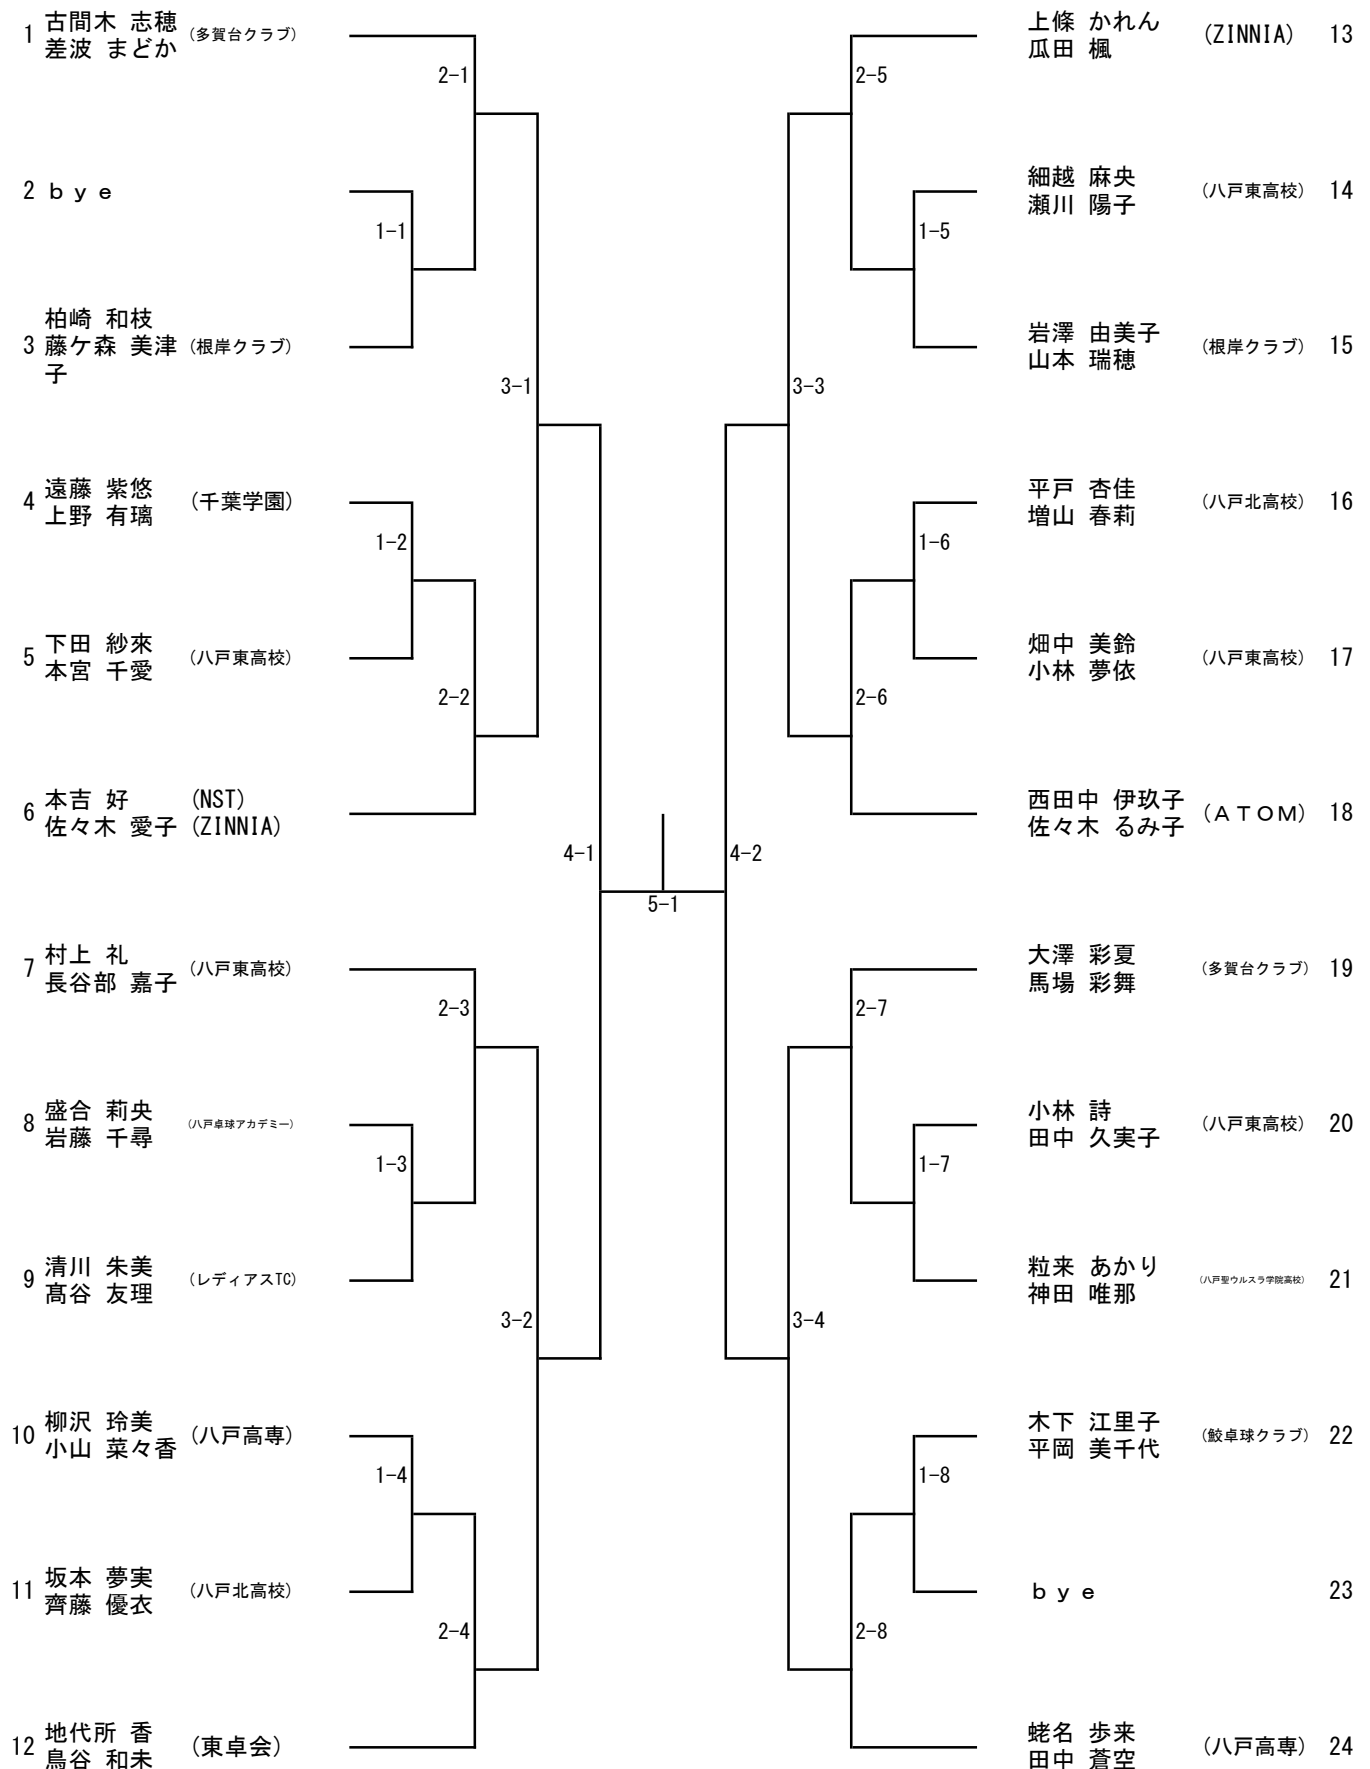 1 古間木 志穂 (多賀台クラブ)
差波 まどか
2-1
2 ｂｙｅ
1-1
柏崎 和枝
3 藤ケ森 美津 (根岸クラブ)
子
3-1
4 遠藤 紫悠 (千葉学園)
上野 有璃
1-2
5 下田 紗來 (八戸東高校)
本宮 千愛
2-2
6 本吉 好 (NST)
佐々木 愛子 (ZINNIA)
4-1
7 村上 礼 (八戸東高校)
長谷部 嘉子
2-3
8 盛合 莉央 (八戸卓球アカデミー)
岩藤 千尋
1-3
9 清川 朱美 (レディアスTC)
髙谷 友理
3-2
10 柳沢 玲美 (八戸高専)
小山 菜々香
1-4
11 坂本 夢実 (八戸北高校)
齊藤 優衣
2-4
12 地代所 香 (東卓会)
鳥谷 和未
5-1
上條 かれん (ZINNIA) 13
瓜田 楓
2-5
細越 麻央 (八戸東高校) 14
瀬川 陽子
1-5
岩澤 由美子 (根岸クラブ) 15
山本 瑞穂
3-3
平戸 杏佳 (八戸北高校) 16
増山 春莉
1-6
畑中 美鈴 (八戸東高校) 17
小林 夢依
2-6
西田中 伊玖子 (ＡＴＯＭ) 18
佐々木 るみ子
4-2
大澤 彩夏 (多賀台クラブ) 19
馬場 彩舞
2-7
小林 詩 (八戸東高校) 20
田中 久実子
1-7
粒来 あかり (八戸聖ウルスラ学院高校) 21
神田 唯那
3-4
木下 江里子 (鮫卓球クラブ) 22
平岡 美千代
1-8
ｂｙｅ 23
2-8
蛯名 歩来 (八戸高専) 24
田中 蒼空